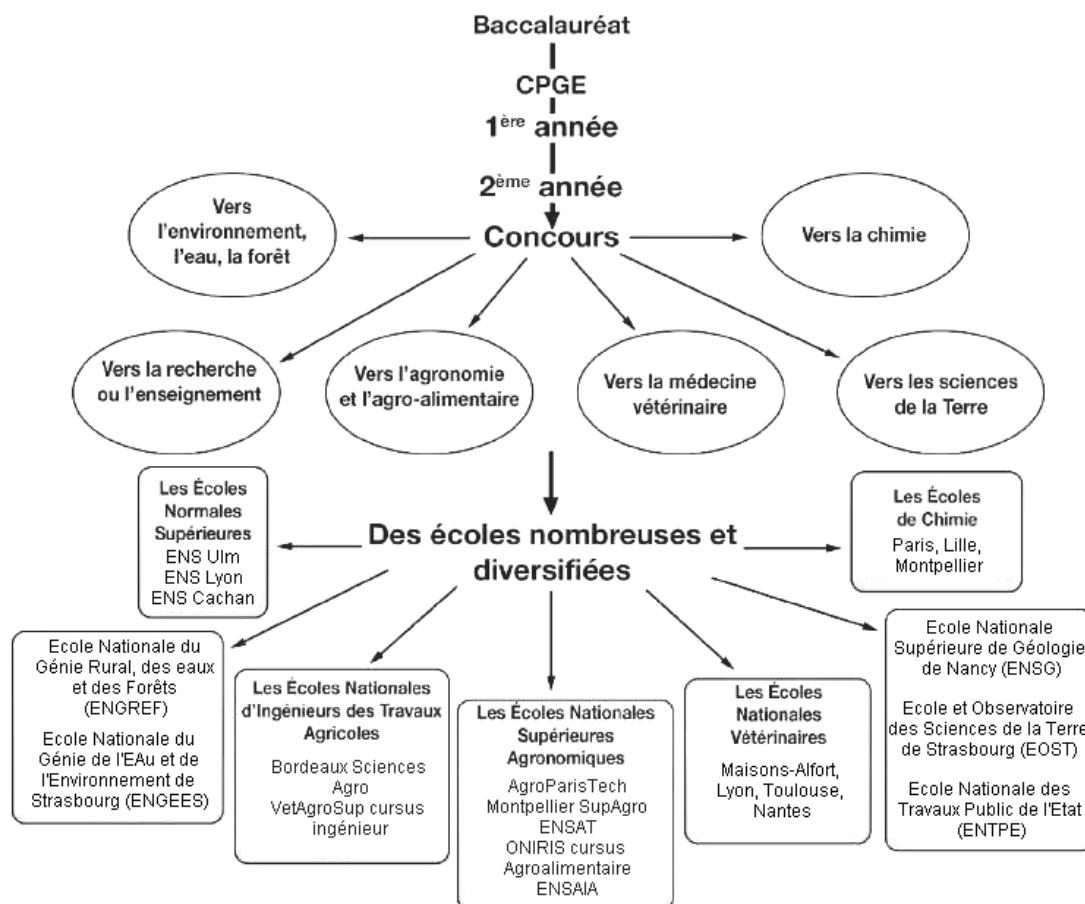 Baccalauréat
CPGE
1ère année
2ème année
Concours
Vers
l'environnement,
l'eau, la forêt
Vers la chimie
Vers la recherche
ou l'enseignement
Vers l'agronomie
et l'agro-alimentaire
Vers la médecine
vétérinaire
Vers les sciences
de la Terre
Des écoles nombreuses et
diversifiées
Les Écoles
Normales
Supérieures
ENS Ulm
ENS Lyon
ENS Cachan
Les Écoles
de Chimie
Paris, Lille,
Montpellier
Ecole Nationale du
Génie Rural, des eaux
et des Forêts
(ENGREF)
Ecole Nationale du
Génie de l'EAu et de
l'Environnement de
Strasbourg (ENGEES)
Les Écoles Nationales
d'Ingénieurs des Travaux
Agricoles
Bordeaux Sciences
Agro
VetAgroSup cursus
ingénieur
Les Écoles Nationales
Supérieures
Agronomiques
AgroParisTech
Montpellier SupAgro
ENSAT
ONIRIS cursus
Agroalimentaire
ENSAIA
Les Écoles
Nationales
Vétérinaires
Maisons-Alfort,
Lyon, Toulouse,
Nantes
Ecole Nationale
Supérieure de Géologie
de Nancy (ENSG)
Ecole et Observatoire
des Sciences de la Terre
de Strasbourg (EOST)
Ecole Nationale des
Travaux Public de l'Etat
(ENTPE)